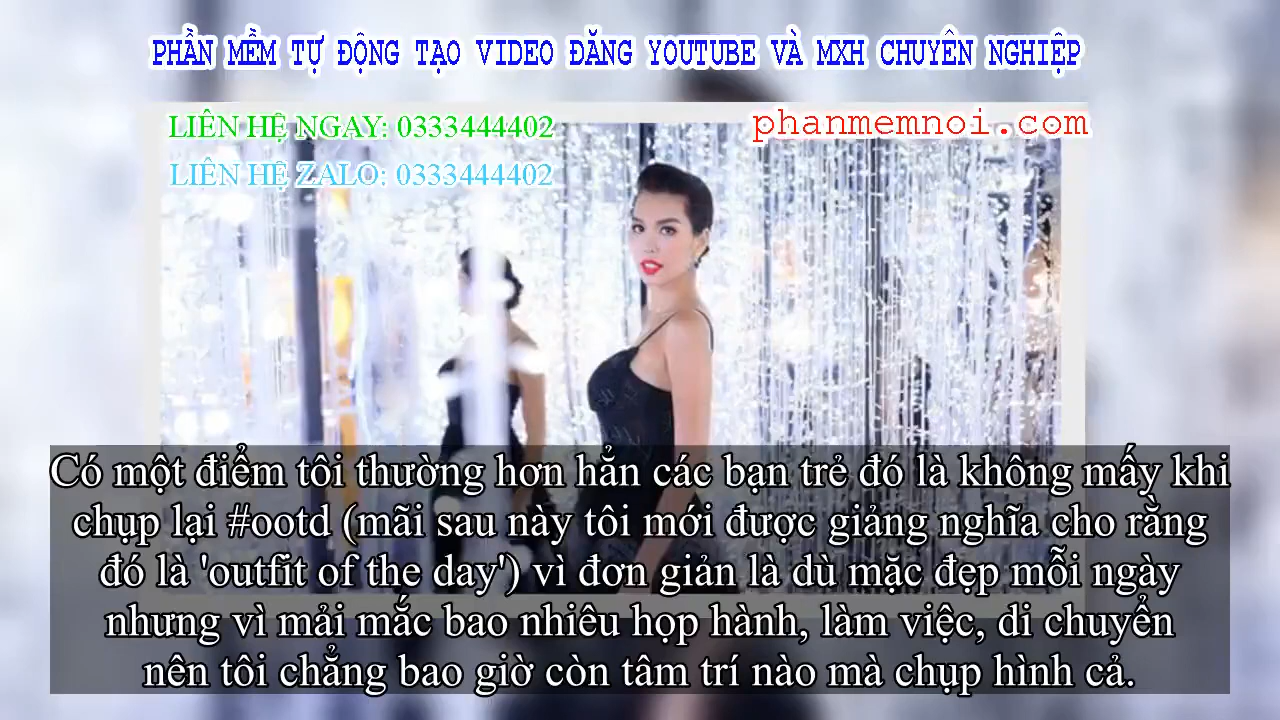 PHẦN MỀM TỰ ĐỘNG TẠO VIDEO ĐĂNG YOUTUBE VÀ MXH CHUYÊN NGHIỆP
LIÊN HỆ NGAY: 0333444402
phanmemnoi.com
LIÊN HỆ ZALO: 0333444402
Có một điểm tôi thường hơn hẳn các bạn trẻ đó là không mấy khi
chụp lại #ootd (mãi sau này tôi mới được giảng nghĩa cho rằng
đó là 'outfit of the day') vì đơn giản là dù mặc đẹp mỗi ngày
nhưng vì mải mắc bao nhiêu họp hành, làm việc, di chuyển
nên tôi chẳng bao giờ còn tâm trí nào mà chụp hình cả.